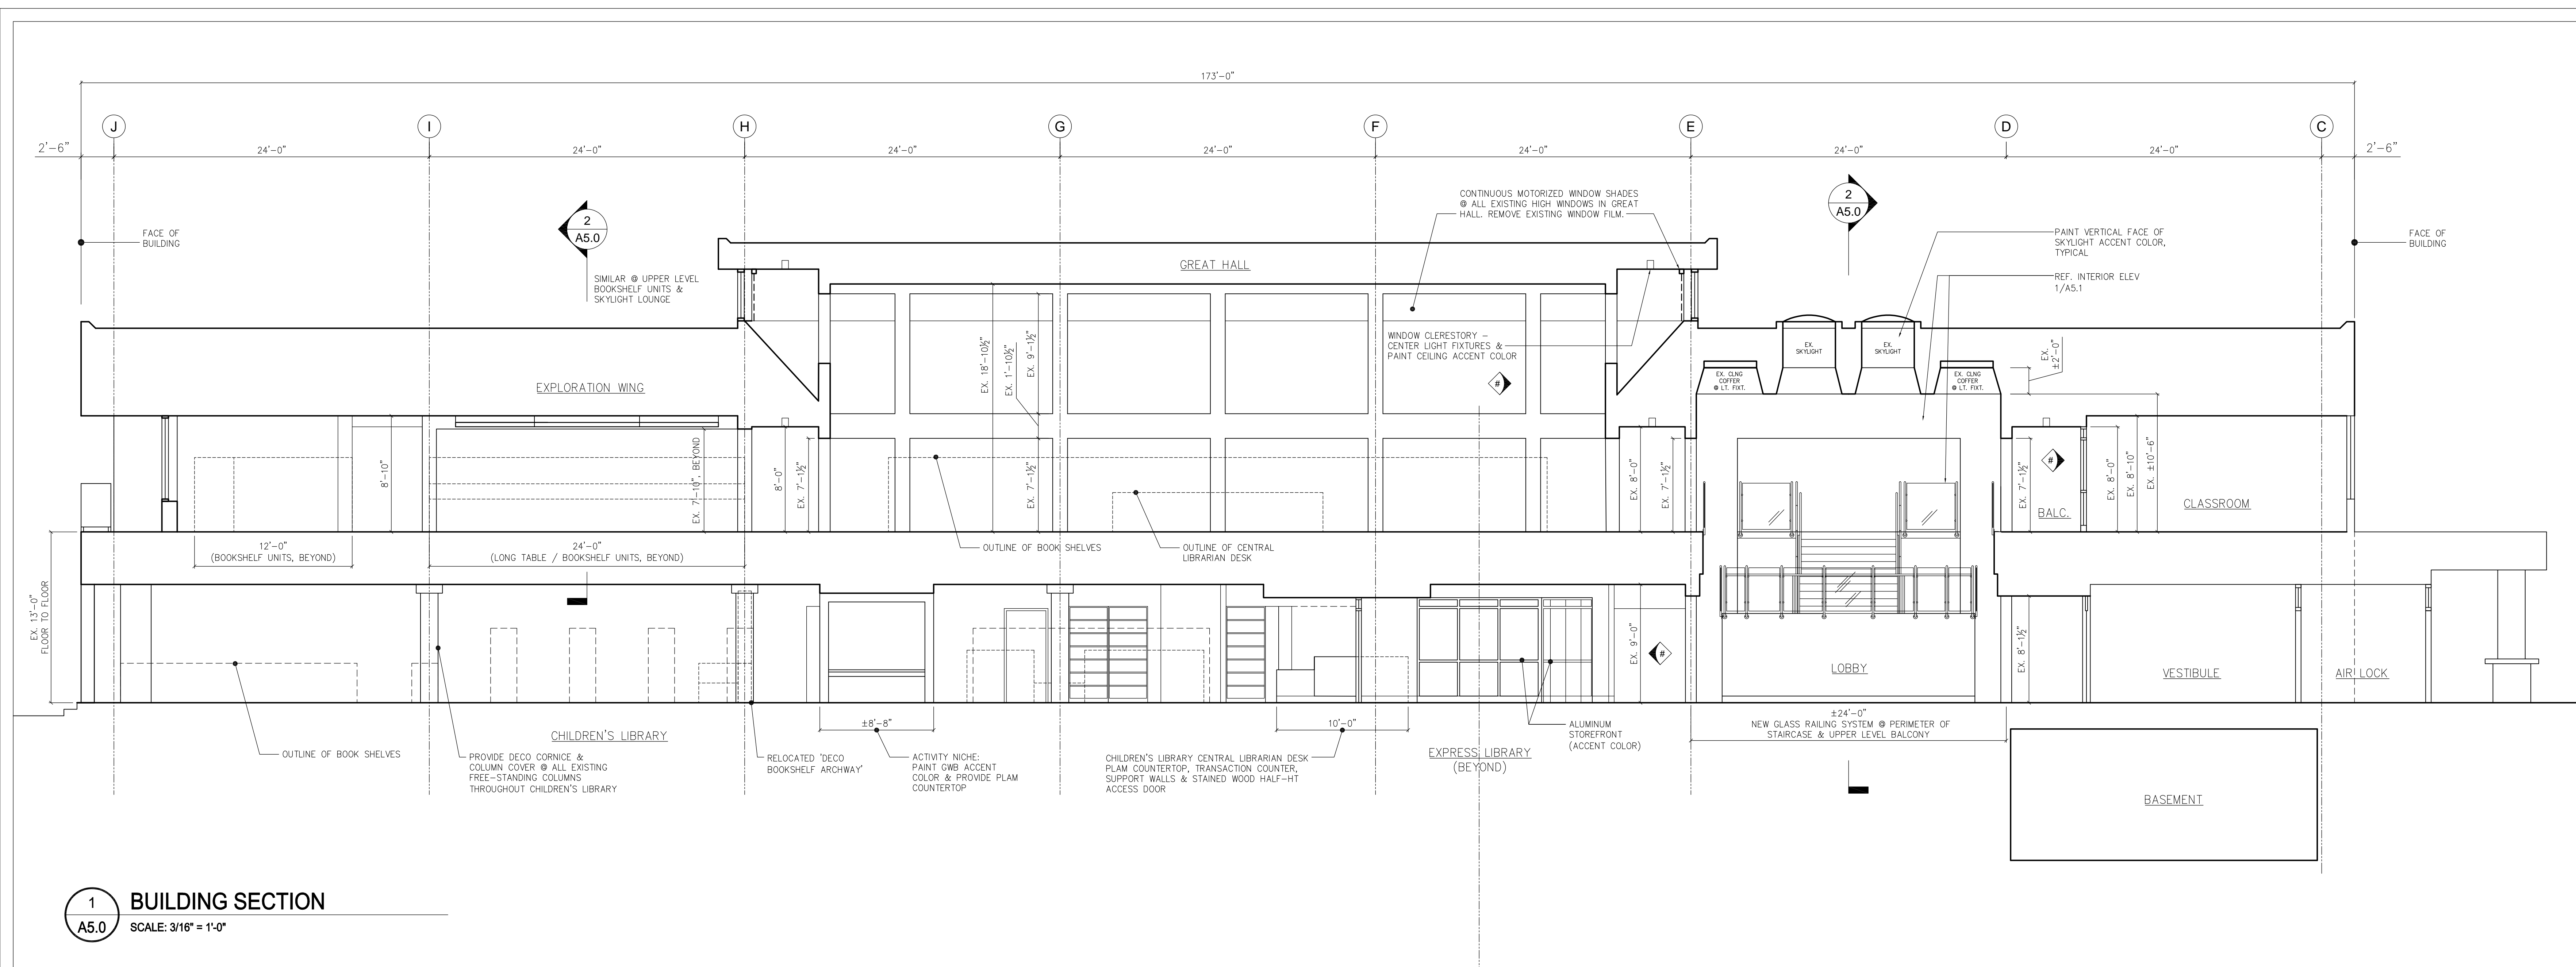 173'-0"
J
I
H
G
F
E
D
C
2'-6"
24'-0"
24'-0"
24'-0"
24'-0"
24'-0"
24'-0"
24'-0"
2'-6"
FACE OF
BUILDING
2
A5.0
SIMILAR @ UPPER LEVEL
BOOKSHELF UNITS &
SKYLIGHT LOUNGE
CONTINUOUS MOTORIZED WINDOW SHADES
@ ALL EXISTING HIGH WINDOWS IN GREAT
HALL. REMOVE EXISTING WINDOW FILM.
2
A5.0
PAINT VERTICAL FACE OF
SKYLIGHT ACCENT COLOR,
TYPICAL
REF. INTERIOR ELEV
1/A5.1
FACE OF
BUILDING
GREAT HALL
WINDOW CLERESTORY –
CENTER LIGHT FIXTURES &
PAINT CEILING ACCENT COLOR
#
EX.
SKYLIGHT
EX.
SKYLIGHT
EX. CLNG
COFFER
@ LT. FIXT.
EX. CLNG
COFFER
@ LT. FIXT.
EX.
±2'-0"
EXPLORATION WING
EX. 18'-10½"
EX. 1'-10½"
EX. 9'-1½"
8'-10"
EX. 7'-10", BEYOND
8'-0"
EX. 7'-1½"
EX. 7'-1½"
EX. 8'-0"
EX. 7'-1½"
EX. 7'-1½"
#
BALC.
EX. 8'-0"
EX. 8'-10"
EX. ±10'-6"
CLASSROOM
12'-0"
(BOOKSHELF UNITS, BEYOND)
24'-0"
(LONG TABLE / BOOKSHELF UNITS, BEYOND)
OUTLINE OF BOOK SHELVES
OUTLINE OF CENTRAL
LIBRARIAN DESK
EX. 13'-0"
FLOOR TO FLOOR
EX. 9'-0"
#
LOBBY
EX. 8'-1½"
VESTIBULE
AIR LOCK
CHILDREN'S LIBRARY
±8'-8"
10'-0"
ALUMINUM
STOREFRONT
(ACCENT COLOR)
±24'-0"
NEW GLASS RAILING SYSTEM @ PERIMETER OF
STAIRCASE & UPPER LEVEL BALCONY
OUTLINE OF BOOK SHELVES
PROVIDE DECO CORNICE &
COLUMN COVER @ ALL EXISTING
FREE-STANDING COLUMNS
THROUGHOUT CHILDREN'S LIBRARY
RELOCATED 'DECO
BOOKSHELF ARCHWAY'
ACTIVITY NICHE:
PAINT GWB ACCENT
COLOR & PROVIDE PLAM
COUNTERTOP
CHILDREN'S LIBRARY CENTRAL LIBRARIAN DESK
PLAM COUNTERTOP, TRANSACTION COUNTER,
SUPPORT WALLS & STAINED WOOD HALF-HT
ACCESS DOOR
EXPRESS LIBRARY
(BEYOND)
BASEMENT
1
A5.0
BUILDING SECTION
SCALE: 3/16" = 1'-0"